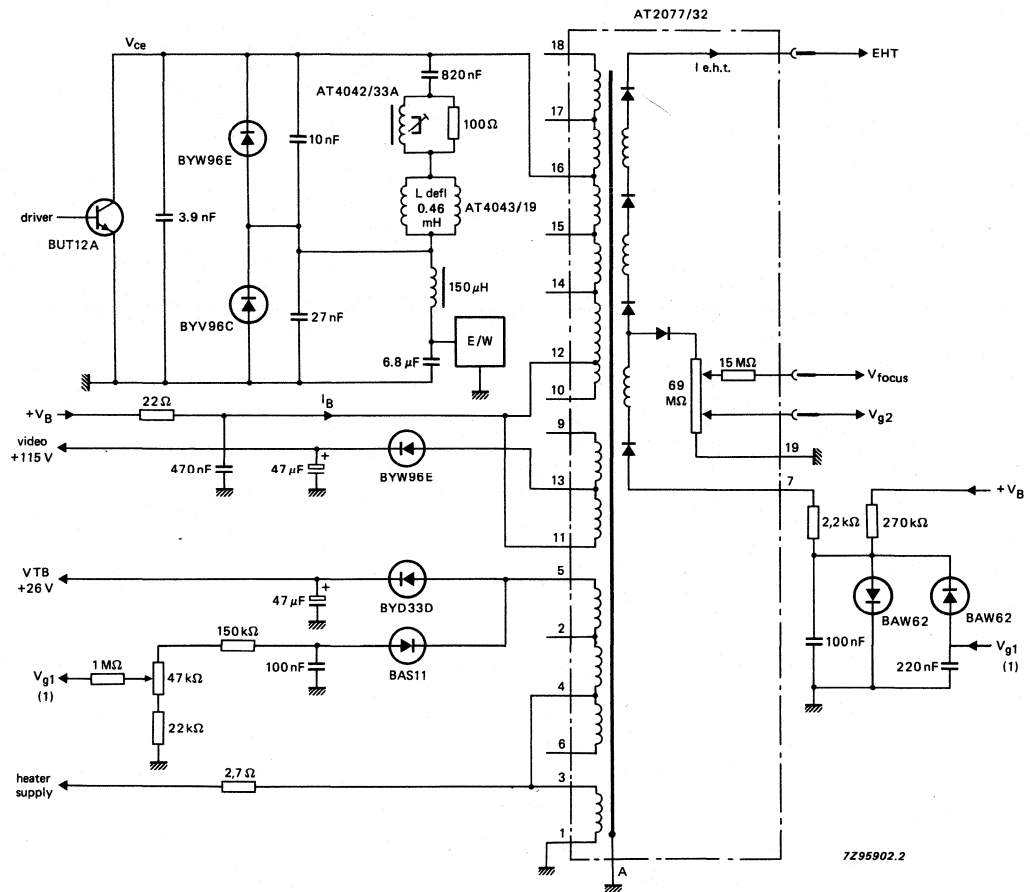 AT2077/32
Vce
18
EHT
I e.h.t.
820 nF
AT4042/33A
17
100 Ω
10 nF
BYW96E
16
L defl
0.46
mH
AT4043/19
driver
3.9 nF
BUT12A
15
14
150 μH
BYV96C
27 nF
E/W
6.8 μF
12
15 MΩ
Vfocus
69
MΩ
10
+VB
22 Ω
IB
Vg2
9
video
+115 V
19
470 nF
47 μF
+
BYW96E
13
7
+VB
2,2 kΩ
270 kΩ
11
VTB
+26 V
5
47 μF
+
BYD33D
BAW62
BAW62
150 kΩ
2
100 nF
BAS11
100 nF
Vg1
(1)
220 nF
1 MΩ
Vg1
(1)
47 kΩ
4
22 kΩ
6
heater
supply
2,7 Ω
3
1
A
7Z95902.2